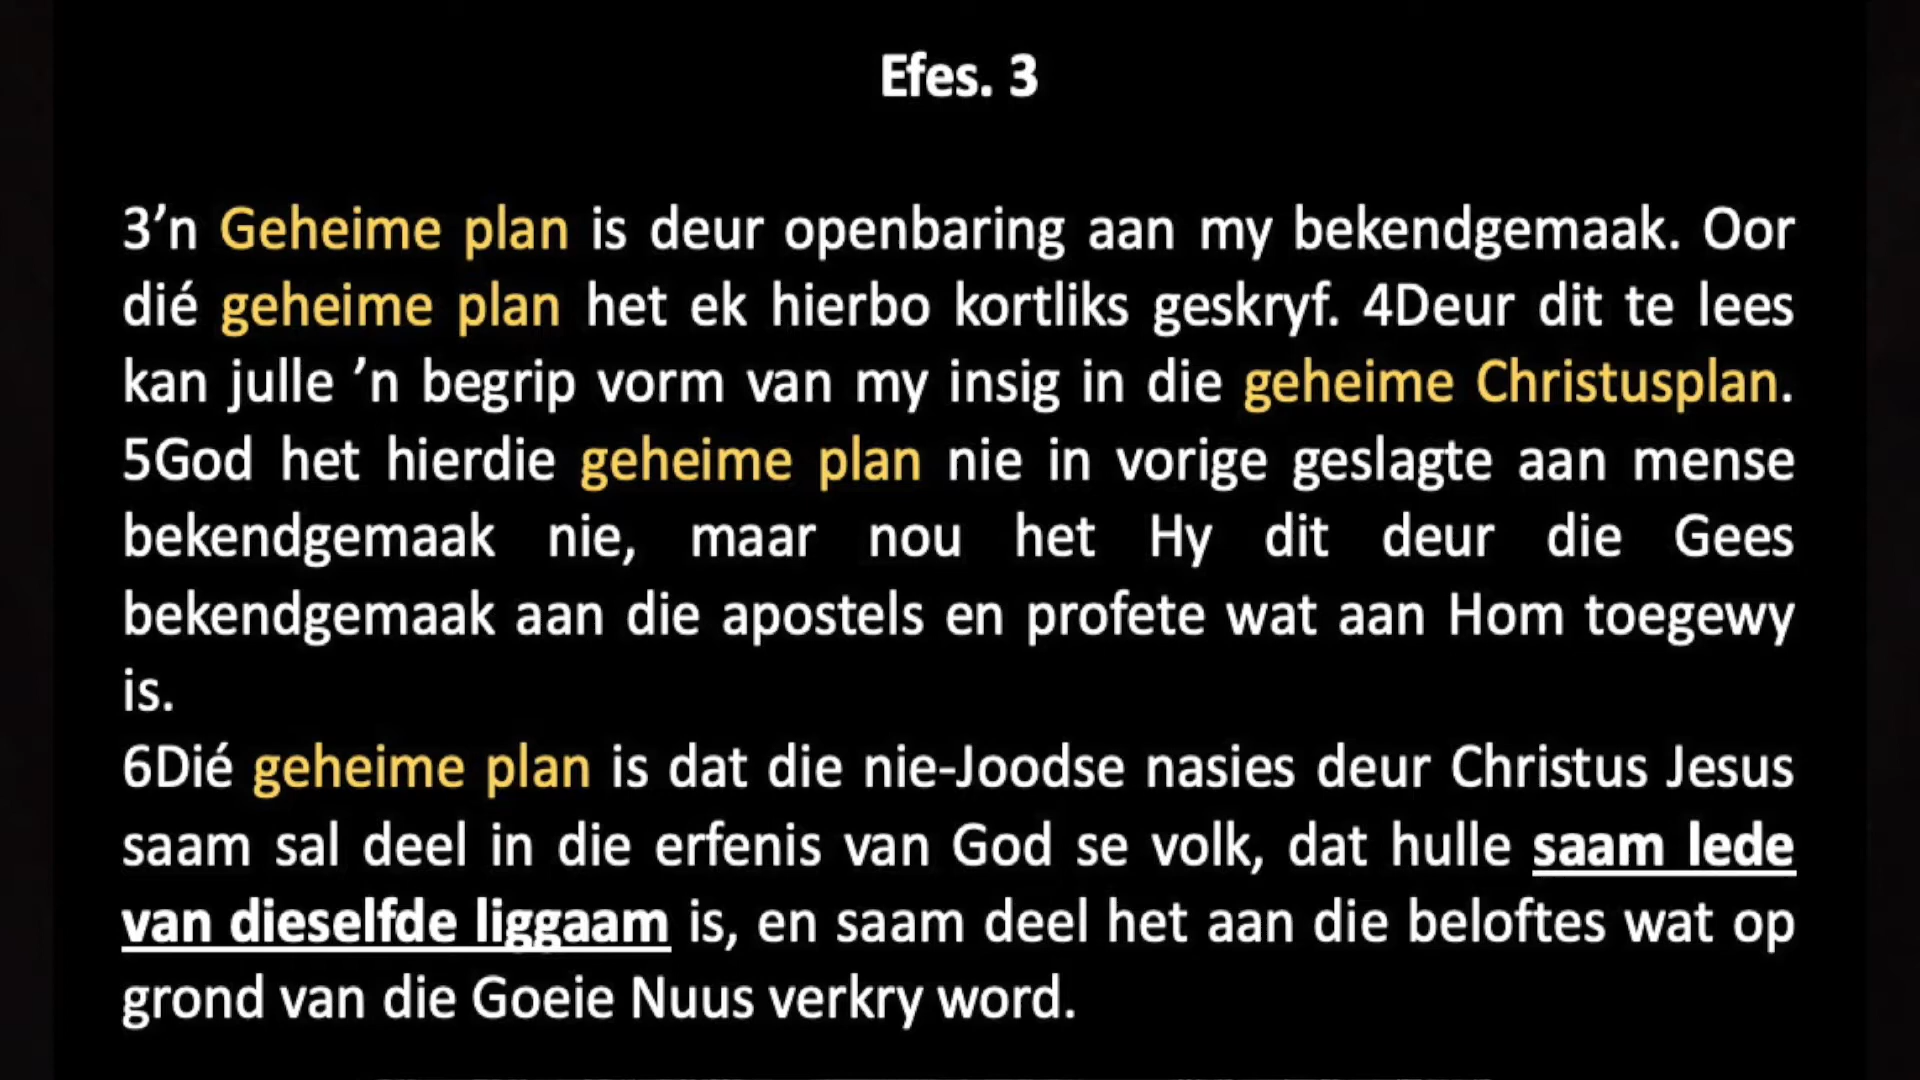 Efes. 3
3’n Geheime plan is deur openbaring aan my bekendgemaak. Oor
dié geheime plan het ek hierbo kortliks geskryf. 4Deur dit te lees
kan julle ’n begrip vorm van my insig in die geheime Christusplan.
5God het hierdie geheime plan nie in vorige geslagte aan mense
bekendgemaak nie, maar nou het Hy dit deur die Gees
bekendgemaak aan die apostels en profete wat aan Hom toegewy
is.
6Dié geheime plan is dat die nie-Joodse nasies deur Christus Jesus
saam sal deel in die erfenis van God se volk, dat hulle saam lede
van dieselfde liggaam is, en saam deel het aan die beloftes wat op
grond van die Goeie Nuus verkry word.